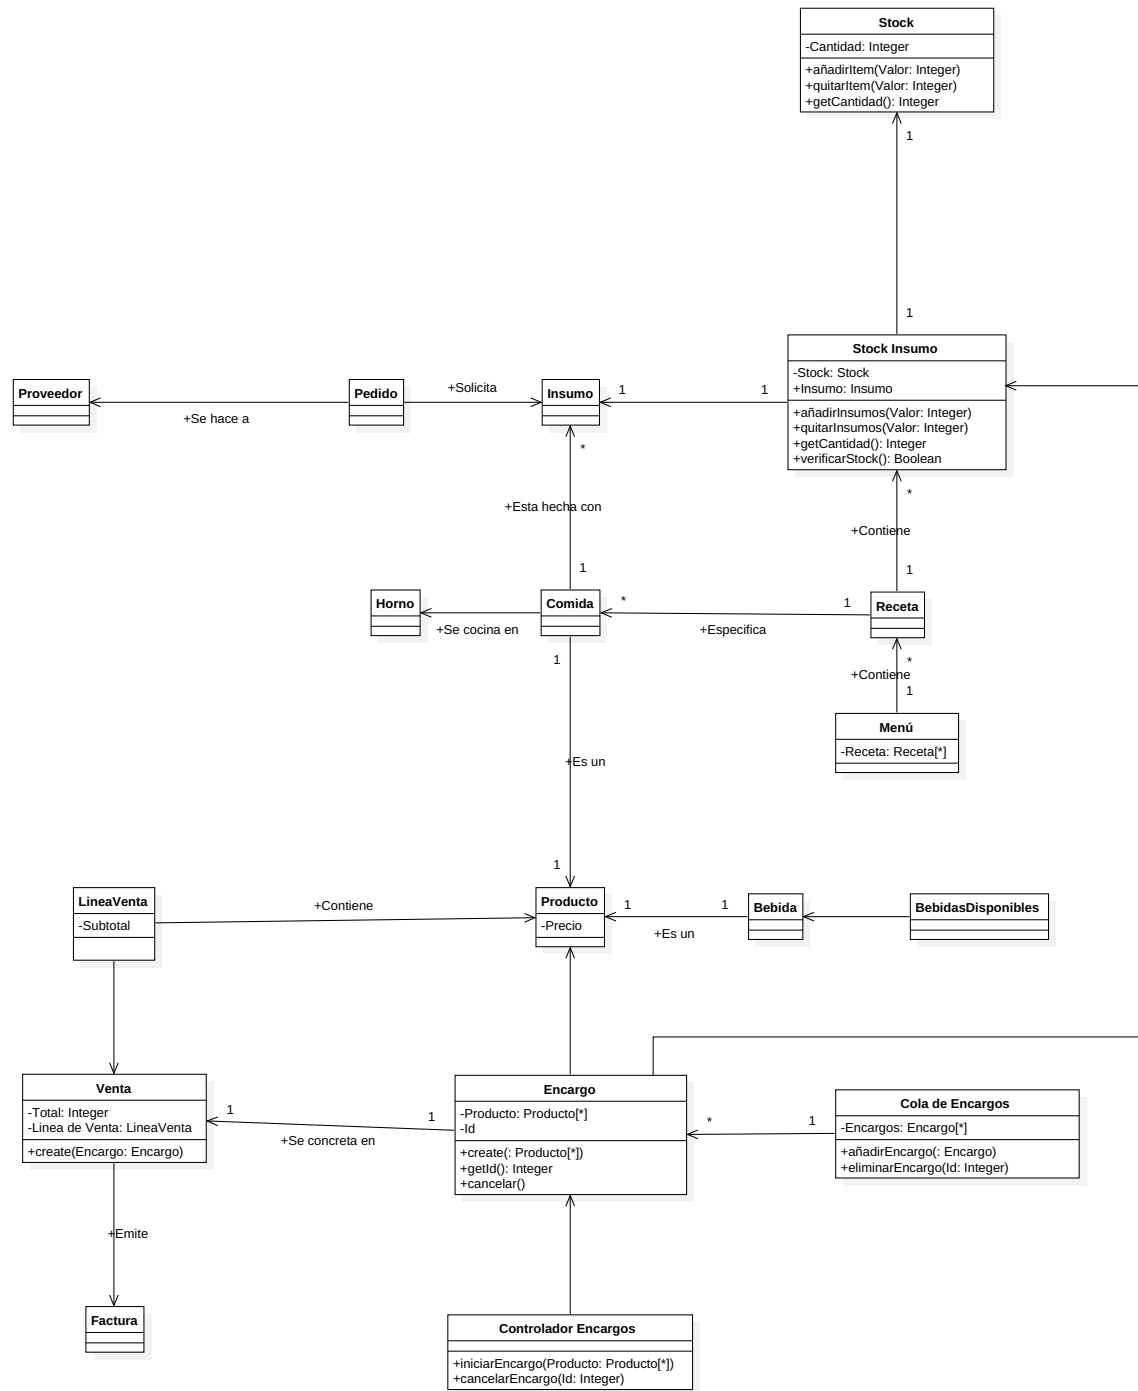 Stock
-Cantidad: Integer
+añadirItem(Valor: Integer)
+quitarItem(Valor: Integer)
+getCantidad(): Integer
1
1
Stock Insumo
-Stock: Stock
+Insumo: Insumo
+añadirInsumos(Valor: Integer)
+quitarInsumos(Valor: Integer)
+getCantidad(): Integer
+verificarStock(): Boolean
Proveedor
+Se hace a
Pedido
+Solicita
Insumo
1
1
*
+Esta hecha con
1
*
+Contiene
1
Horno
+Se cocina en
Comida
*
1
+Especifica
Receta
*
+Contiene
1
Menú
-Receta: Receta[*]
1
+Es un
1
LineaVenta
-Subtotal
+Contiene
Producto
-Precio
1
1
+Es un
Bebida
BebidasDisponibles
Venta
-Total: Integer
-Linea de Venta: LineaVenta
+create(Encargo: Encargo)
1
1
+Se concreta en
Encargo
-Producto: Producto[*]
-Id
+create(: Producto[*])
+getId(): Integer
+cancelar()
*
1
Cola de Encargos
-Encargos: Encargo[*]
+añadirEncargo(: Encargo)
+eliminarEncargo(Id: Integer)
+Emite
Factura
Controlador Encargos
+iniciarEncargo(Producto: Producto[*])
+cancelarEncargo(Id: Integer)